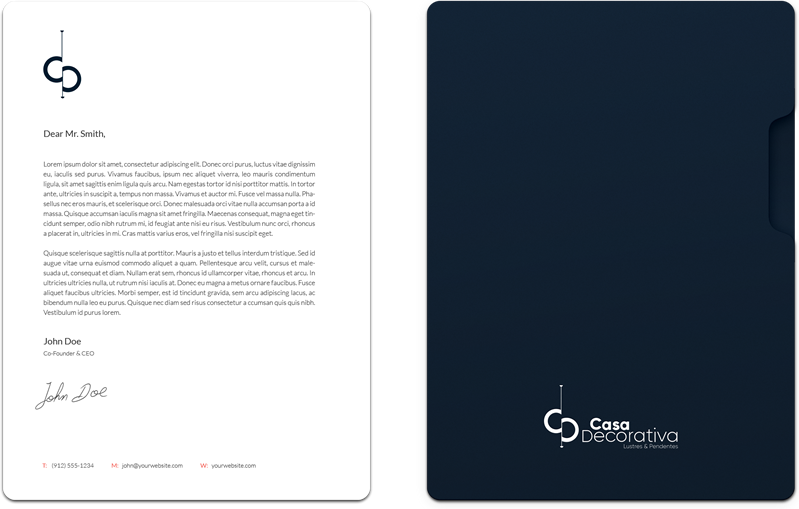 Dear Mr. Smith,
Lorem ipsum dolor sit amet, consectetur adipiscing elit. Donec orci purus, luctus vitae dignissim
eu, iaculis sed purus. Vivamus faucibus, ipsum nec aliquet viverra, leo mauris condimentum
ligula, sit amet sagittis enim ligula quis arcu. Nam egestas tortor id nisi porttitor mattis. In tortor
ante, ultricies in suscipit a, tempus non massa. Vivamus et auctor mi. Fusce vel massa nulla. Pha-
sellus nec eros mauris, et scelerisque orci. Donec malesuada orci vitae nulla accumsan porta a id
massa. Quisque accumsan iaculis magna sit amet fringilla. Maecenas consequat, magna eget tin-
cidunt semper, odio nibh rutrum mi, id feugiat ante nisi eu risus. Vestibulum nunc orci, rhoncus
a placerat in, ultricies in mi. Cras mattis varius eros, vel fringilla nisi suscipit eget.
Quisque scelerisque sagittis nulla at porttitor. Mauris a justo et tellus interdum tristique. Sed id
augue vitae urna euismod commodo aliquet a quam. Pellentesque arcu velit, cursus et male-
suada ut, consequat et diam. Nullam erat sem, rhoncus id ullamcorper vitae, rhoncus et arcu. In
ultricies ultricies nulla, ut rutrum nisi iaculis at. Donec eu magna a metus ornare faucibus. Fusce
aliquet faucibus ultricies. Morbi semper, est id tincidunt gravida, sem arcu adipiscing lacus, ac
bibendum nulla leo eu purus. Quisque nec diam sed risus consectetur a ccumsan quis quis nibh.
Vestibulum id purus lorem.
John Doe
Co-Founder & CEO
John Doe
T: (912) 555-1234 M: john@yourwebsite.com W: yourwebsite.com
Casa
Decorativa
Lustres & Pendentes